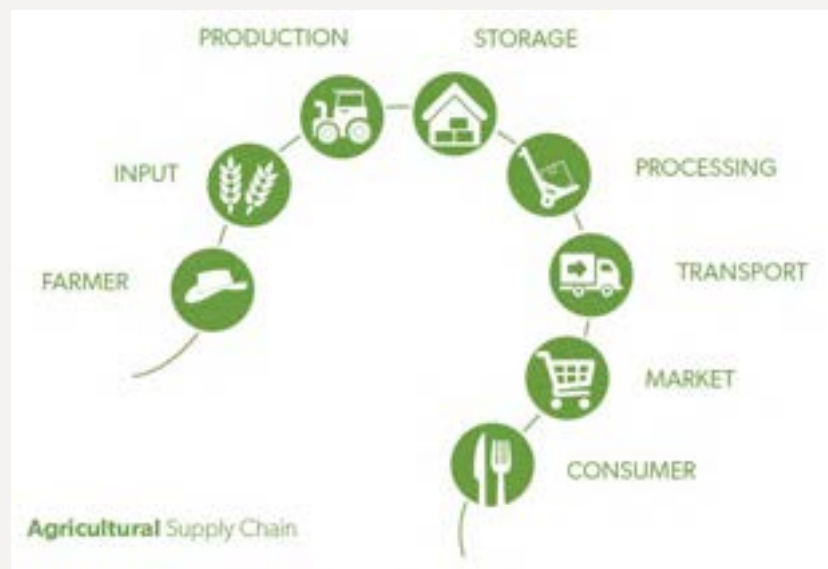 FARMER
INPUT
PRODUCTION
STORAGE
PROCESSING
TRANSPORT
MARKET
CONSUMER
Agricultural Supply Chain